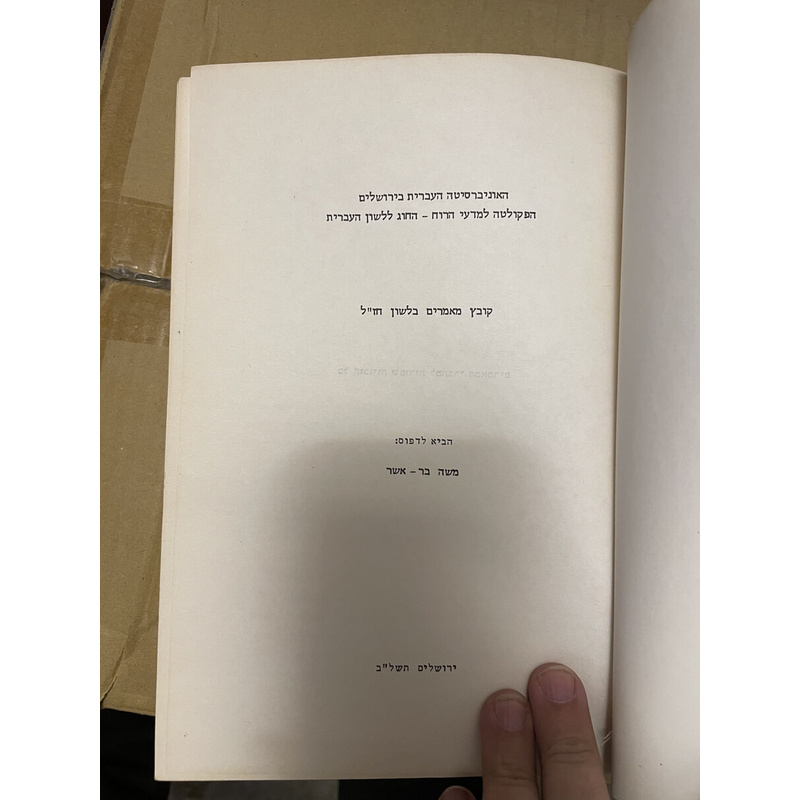 האוניברסיטה העברית בירושלים
הפקולטה למדעי הרוח – החוג ללשון העברית
קובץ מאמרים בלשון חז"ל
הביא לדפוס:
משה בר – אשר
ירושלים תשל"ב